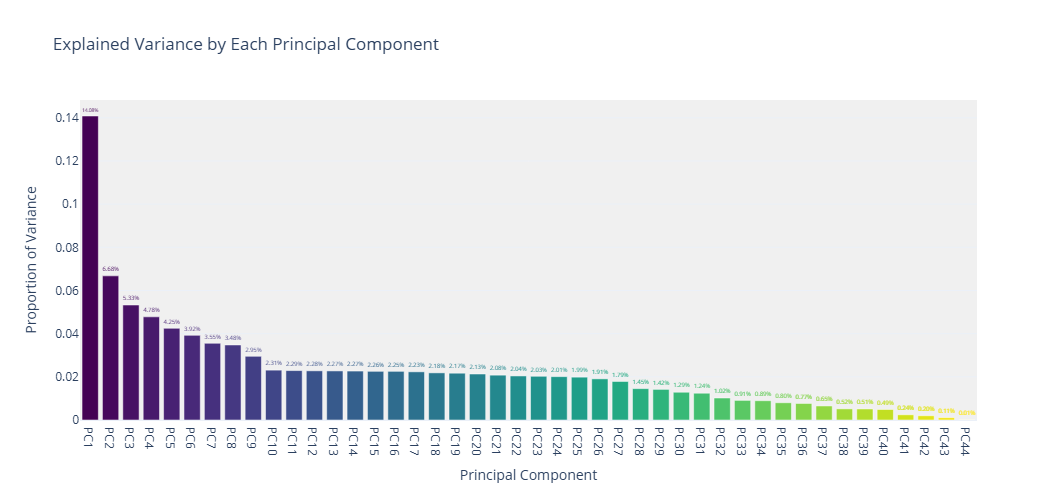 Explained Variance by Each Principal Component
Proportion of Variance
0.14
0.12
0.1
0.08
0.06
0.04
0.02
0
14.08%
6.68%
5.33%
4.78%
4.25%
3.92%
3.55%
3.48%
2.95%
2.31%
2.29%
2.28%
2.27%
2.27%
2.26%
2.25%
2.23%
2.18%
2.17%
2.13%
2.08%
2.04%
2.03%
2.01%
1.99%
1.91%
1.79%
1.45%
1.42%
1.29%
1.24%
1.02%
0.91%
0.89%
0.80%
0.77%
0.65%
0.52%
0.51%
0.24%
0.11%
PC1
PC2
PC3
PC4
PC5
PC6
PC7
PC8
PC9
PC10
PC11
PC12
PC13
PC14
PC15
PC16
PC17
PC18
PC19
PC20
PC21
PC22
PC23
PC24
PC25
PC26
PC27
PC28
PC29
PC30
PC31
PC32
PC33
PC34
PC35
PC36
PC37
PC38
PC39
PC40
PC41
PC42
PC43
PC44
Principal Component